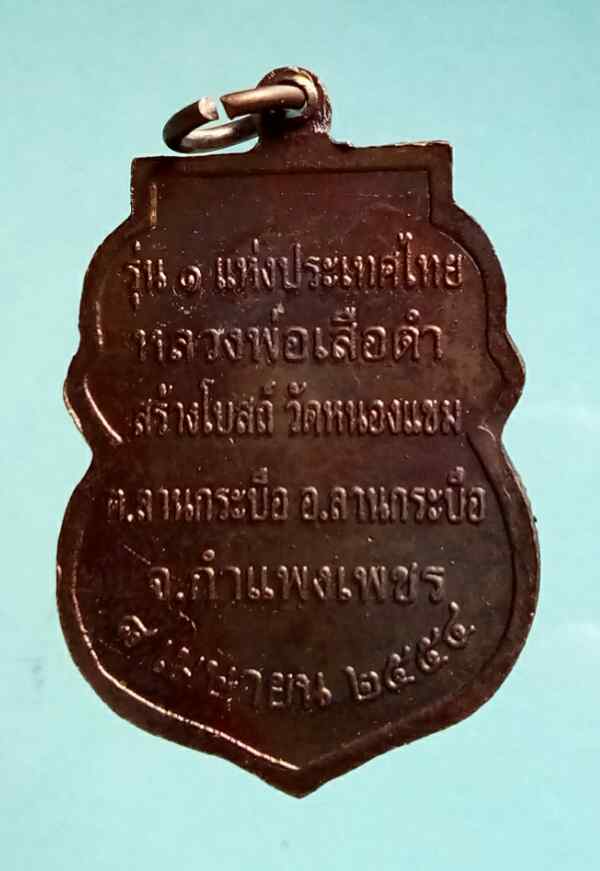 รุ่น ๑ แห่งประเทศไทย
หลวงพ่อเสือดำ
สร้างโบสถ์ วัดหนองแขม
ต.ลานกระบือ อ.ลานกระบือ
จ.กำแพงเพชร
เมษายน ๒๕๕๔